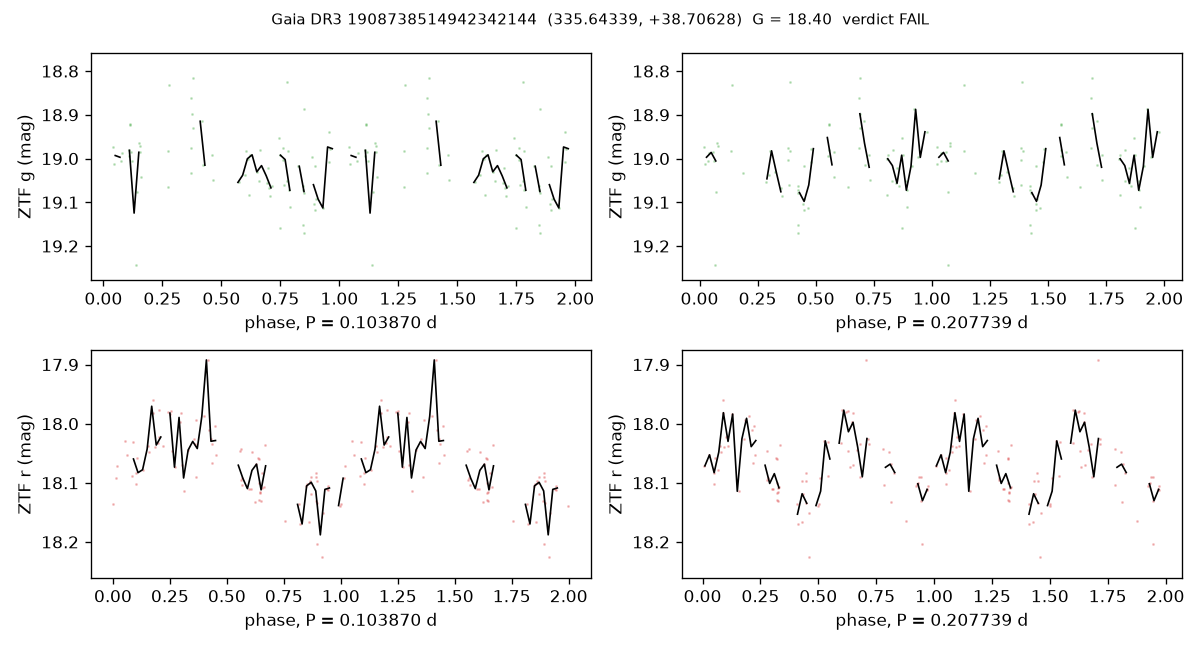 Gaia DR3 1908738514942342144 (335.64339, +38.70628) G = 18.40 verdict FAIL
ZTF g (mag)
18.8
18.9
19.0
19.1
19.2
0.00 0.25 0.50 0.75 1.00 1.25 1.50 1.75 2.00
phase, P = 0.103870 d
ZTF g (mag)
18.8
18.9
19.0
19.1
19.2
0.00 0.25 0.50 0.75 1.00 1.25 1.50 1.75 2.00
phase, P = 0.207739 d
ZTF r (mag)
17.9
18.0
18.1
18.2
0.00 0.25 0.50 0.75 1.00 1.25 1.50 1.75 2.00
phase, P = 0.103870 d
ZTF r (mag)
17.9
18.0
18.1
18.2
0.00 0.25 0.50 0.75 1.00 1.25 1.50 1.75 2.00
phase, P = 0.207739 d